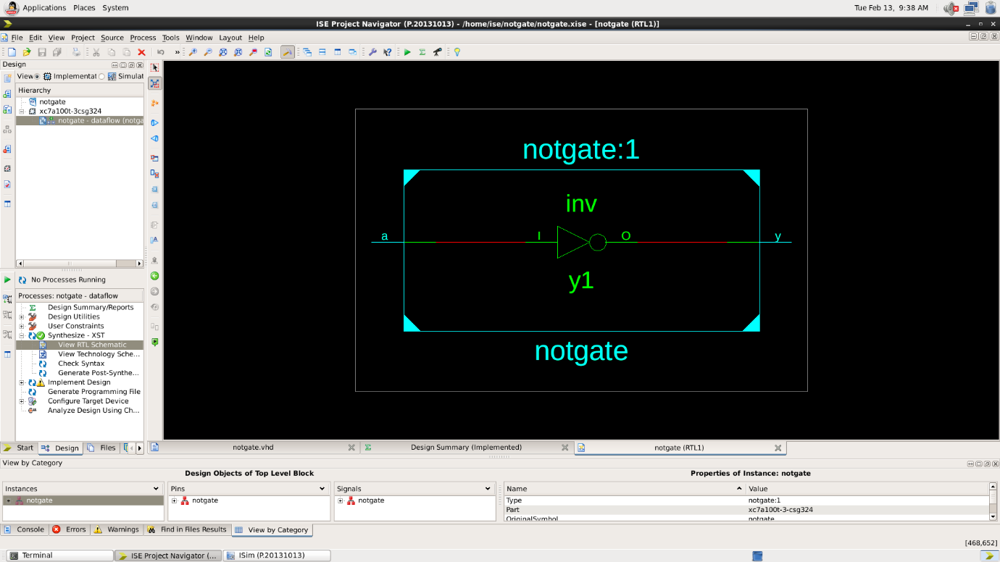 Applications Places System Tue Feb 13, 9:38 AM
ISE Project Navigator (P.20131013) - /home/ise/notgate/notgate.xise - [notgate (RTL1)]
File Edit View Project Source Process Tools Window Layout Help
»
Design
View: Implementat Simulat
Hierarchy
notgate
xc7a100t-3csg324
notgate - dataflow (notga
No Processes Running
Processes: notgate - dataflow
Design Summary/Reports
Design Utilities
User Constraints
Synthesize - XST
View RTL Schematic
View Technology Sche...
Check Syntax
Generate Post-Synthe...
Implement Design
Generate Programming File
Configure Target Device
Analyze Design Using Ch...
Start Design Files
notgate:1
inv
a I O y
y1
notgate
notgate.vhd Design Summary (Implemented) notgate (RTL1)
View by Category
Design Objects of Top Level Block Properties of Instance: notgate
Instances Pins Signals Name Value
notgate notgate notgate Type notgate:1
Part xc7a100t-3-csg324
OriginalSymbol notgate
Console Errors Warnings Find in Files Results View by Category
[468,652]
Terminal ISE Project Navigator (... ISim (P.20131013)